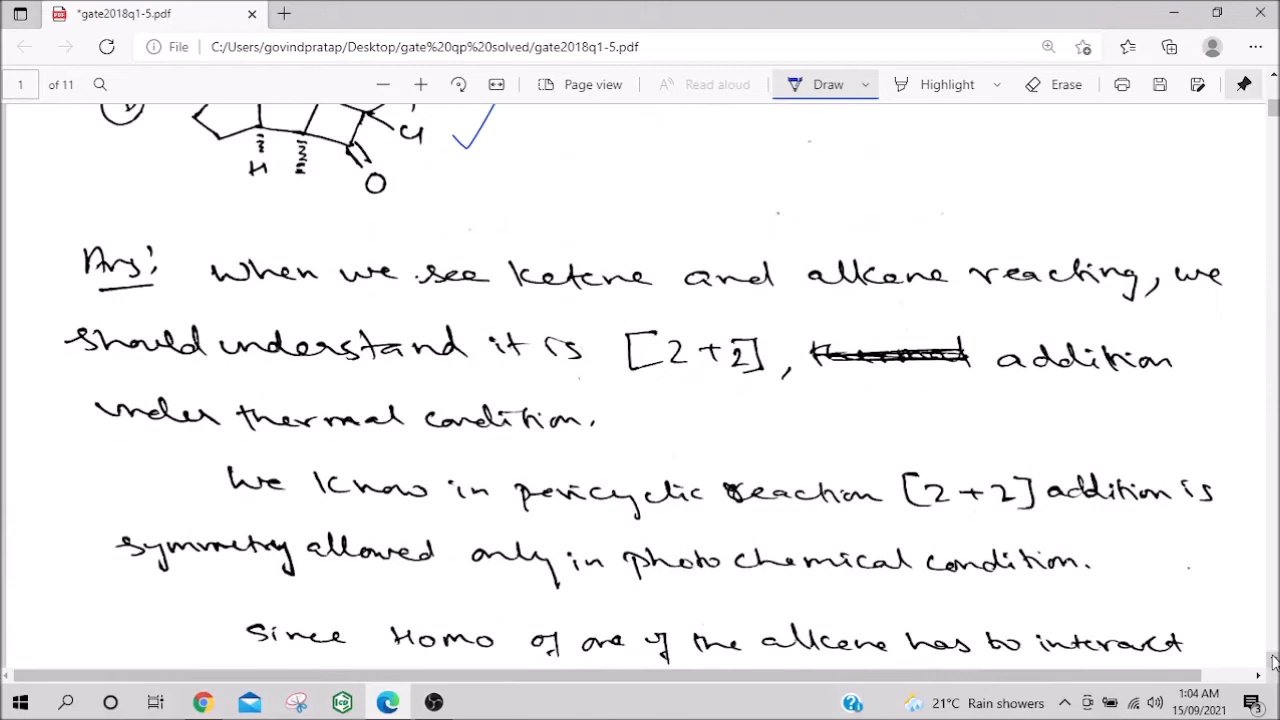 *gate2018q1-5.pdf
File C:/Users/govindpratap/Desktop/gate%20qp%20solved/gate2018q1-5.pdf
1 of 11 Page view Read aloud Draw Highlight Erase
Cl
H
O
Ans: When we see ketene and alkene reacting, we
should understand it is [2+2], addition
under thermal condition.
We know in pericyclic reaction [2+2] addition is
symmetry allowed only in photochemical condition.
Since Homo of one of the alkene has to interact
21°C Rain showers
1:04 AM
15/09/2021
3